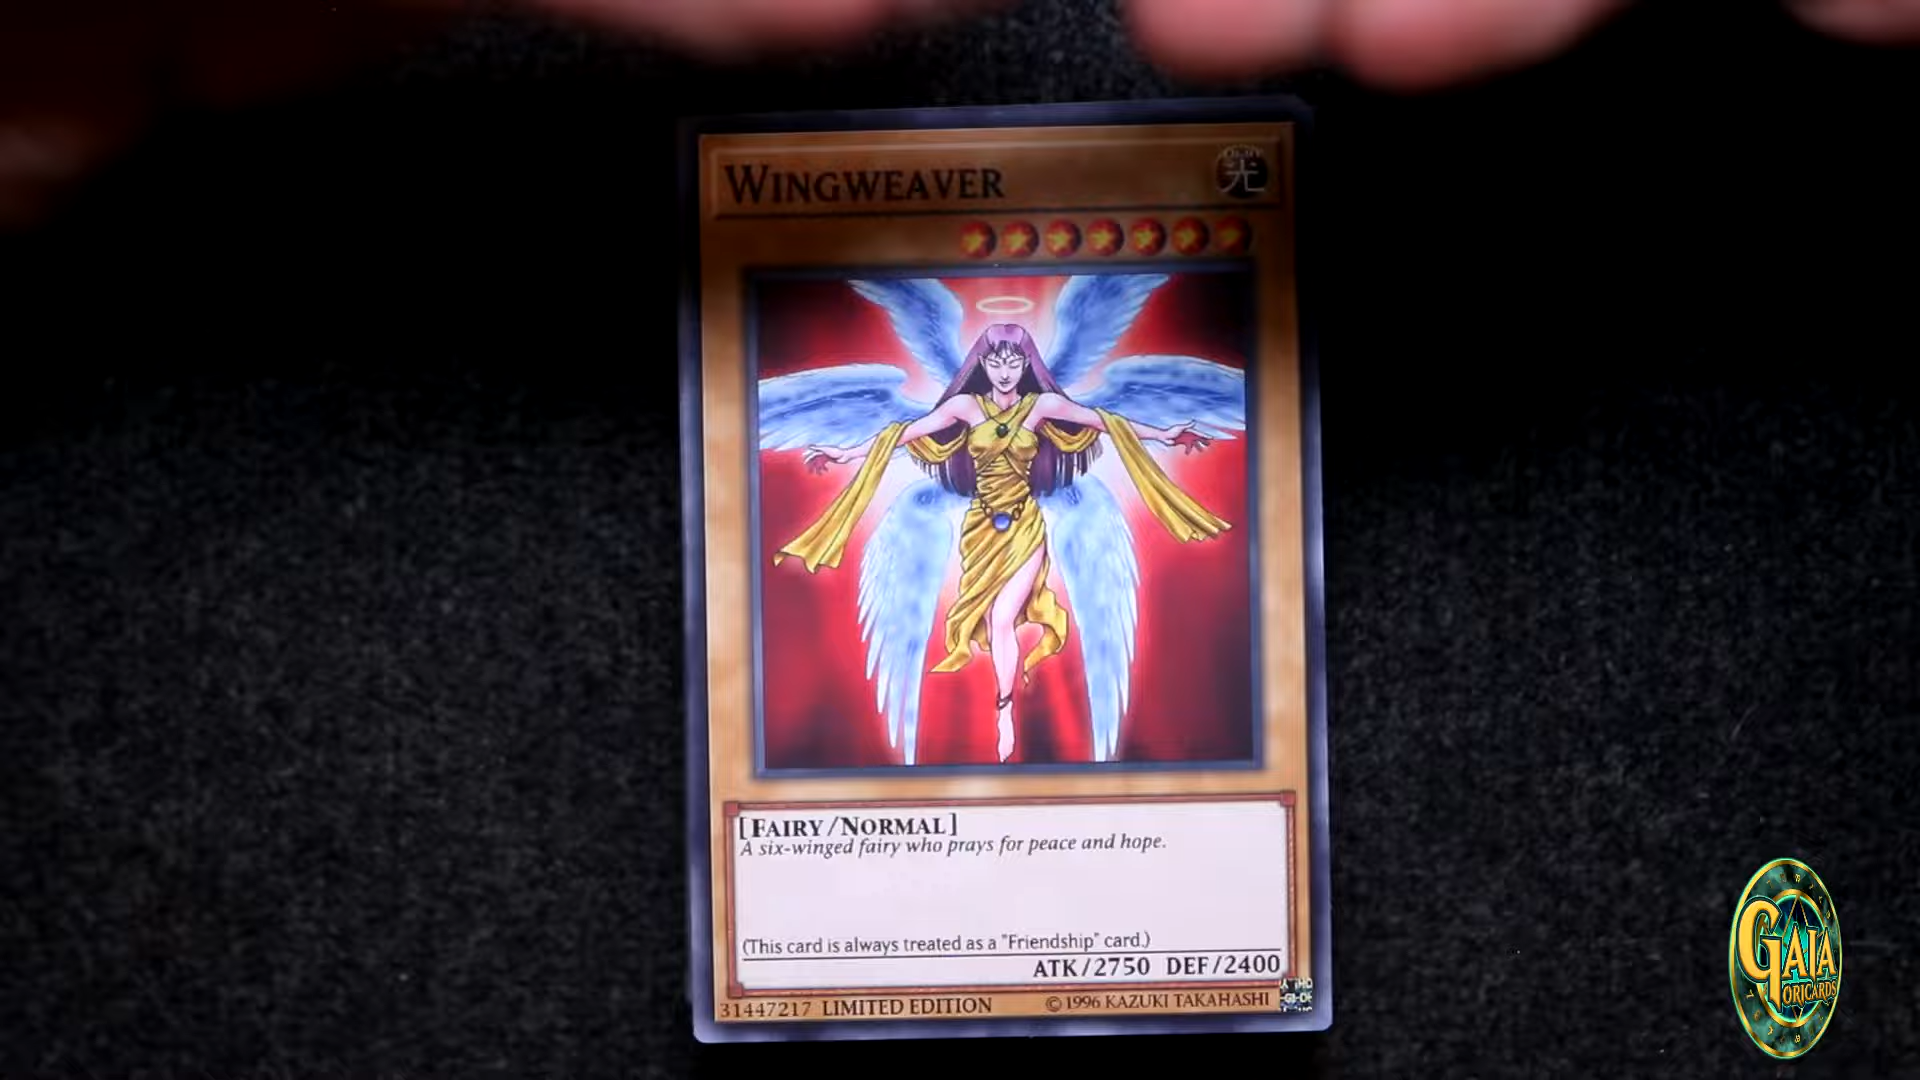 WINGWEAVER
光
[FAIRY/NORMAL]
A six-winged fairy who prays for peace and hope.
(This card is always treated as a "Friendship" card.)
ATK/2750 DEF/2400
31447217 LIMITED EDITION
©1996 KAZUKI TAKAHASHI
GAIA
ORICARDS